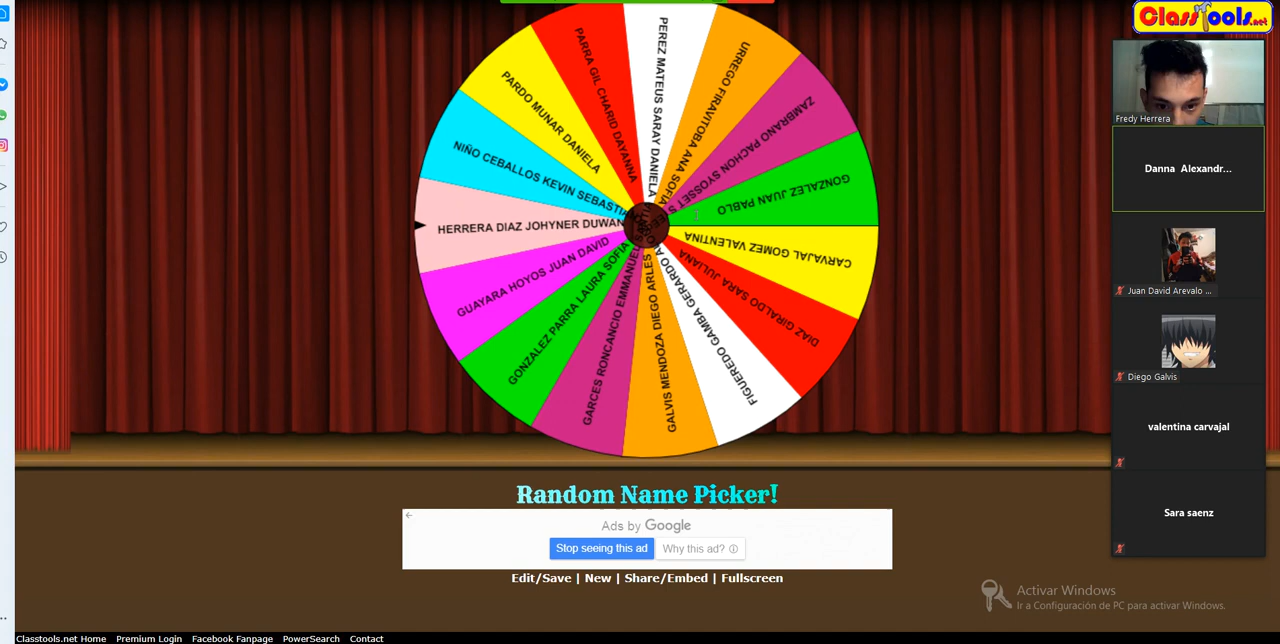 ClassTools.net
PEREZ MATEUS SARAY DANIELA
URREGO FIRAVITOBA ANA SOFIA
ZAMBRANO PACHON SYOSSET S
GONZALEZ JUAN PABLO
CARVAJAL GOMEZ VALENTINA
DIAZ GIRALDO SARA JULIANA
FIGUEREDO GAMBA GERARDO A
GALVIS MENDOZA DIEGO ARLES
GARCES RONCANCIO EMMANUEL
GONZALEZ PARRA LAURA SOFIA
GUAYARA HOYOS JUAN DAVID
HERRERA DIAZ JOHYNER DUWAN
NIÑO CEBALLOS KEVIN SEBASTIAN
PARDO MUNAR DANIELA
PARRA GIL CHARID DAYANNA
Fredy Herrera
Danna Alexandr...
Juan David Arevalo ...
Diego Galvis
valentina carvajal
Sara saenz
Random Name Picker!
Ads by Google
Stop seeing this ad
Why this ad?
Edit/Save | New | Share/Embed | Fullscreen
Activar Windows
Ir a Configuración de PC para activar Windows.
Classtools.net Home Premium Login Facebook Fanpage PowerSearch Contact